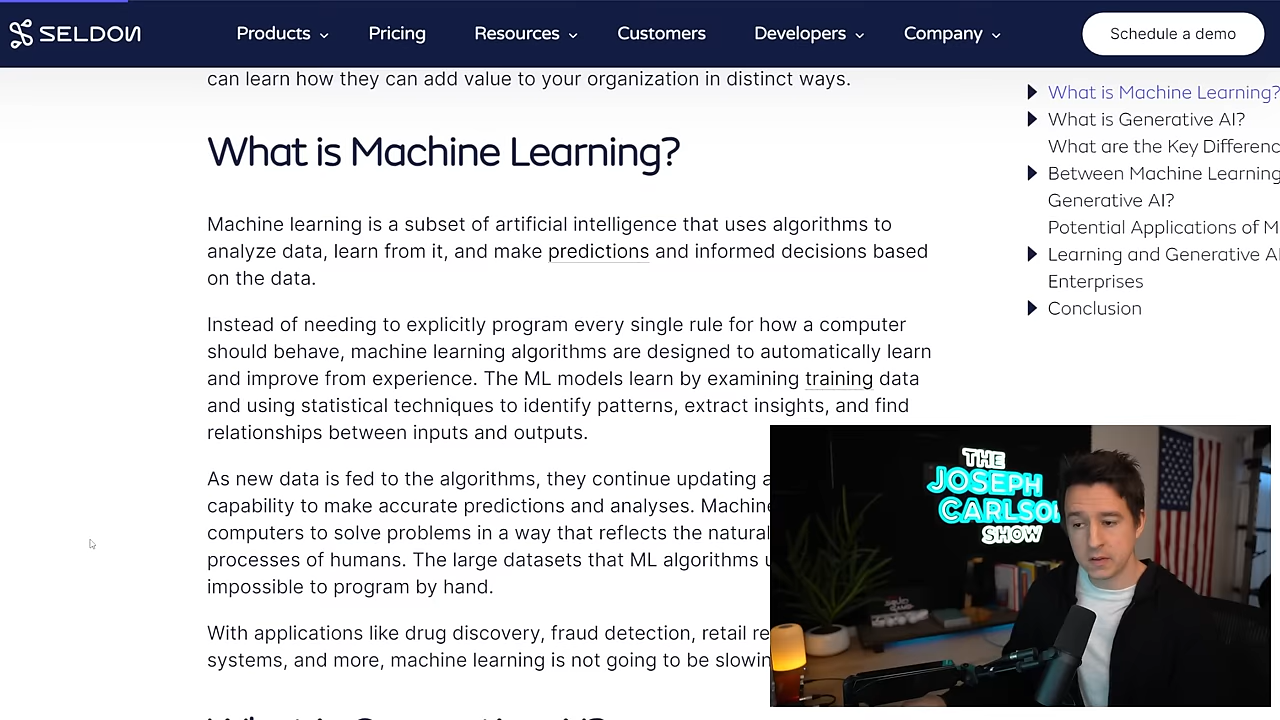 SELDON
Products
Pricing
Resources
Customers
Developers
Company
Schedule a demo
can learn how they can add value to your organization in distinct ways.
What is Machine Learning?
Machine learning is a subset of artificial intelligence that uses algorithms to
analyze data, learn from it, and make predictions and informed decisions based
on the data.
Instead of needing to explicitly program every single rule for how a computer
should behave, machine learning algorithms are designed to automatically learn
and improve from experience. The ML models learn by examining training data
and using statistical techniques to identify patterns, extract insights, and find
relationships between inputs and outputs.
As new data is fed to the algorithms, they continue updating
capability to make accurate predictions and analyses.
computers to solve problems in a way that reflects the natural
processes of humans. The large datasets that ML algorithms
impossible to program by hand.
With applications like drug discovery, fraud detection, retail
systems, and more, machine learning is not going to be
What is Machine Learning?
What is Generative AI?
What are the Key
Between Machine Learning
Generative AI?
Potential Applications of
Learning and Generative
Enterprises
Conclusion
THE
JOSEPH
CARLSON
SHOW